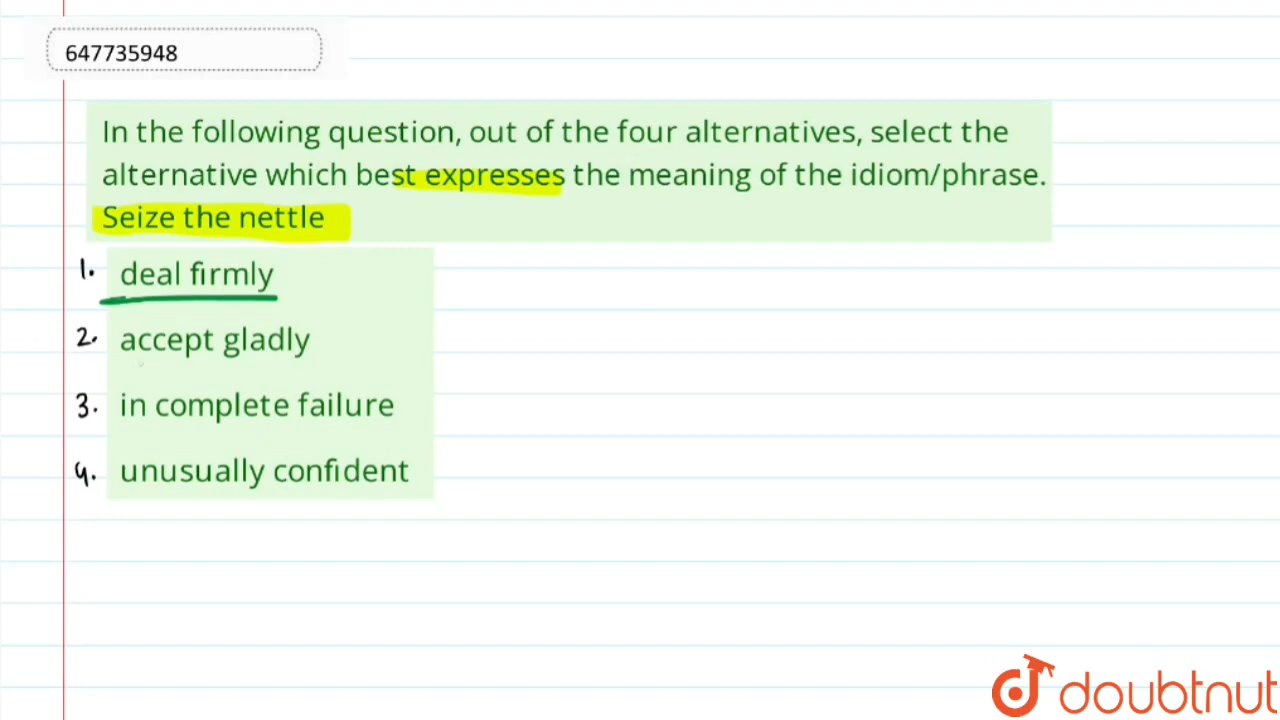 647735948
In the following question, out of the four alternatives, select the
alternative which best expresses the meaning of the idiom/phrase.
Seize the nettle
1. deal firmly
2. accept gladly
3. in complete failure
4. unusually confident
doubtnut